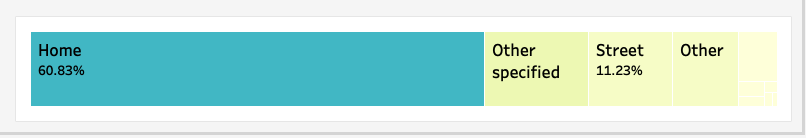 Home
60.83%
Other
specified
Street
11.23%
Other